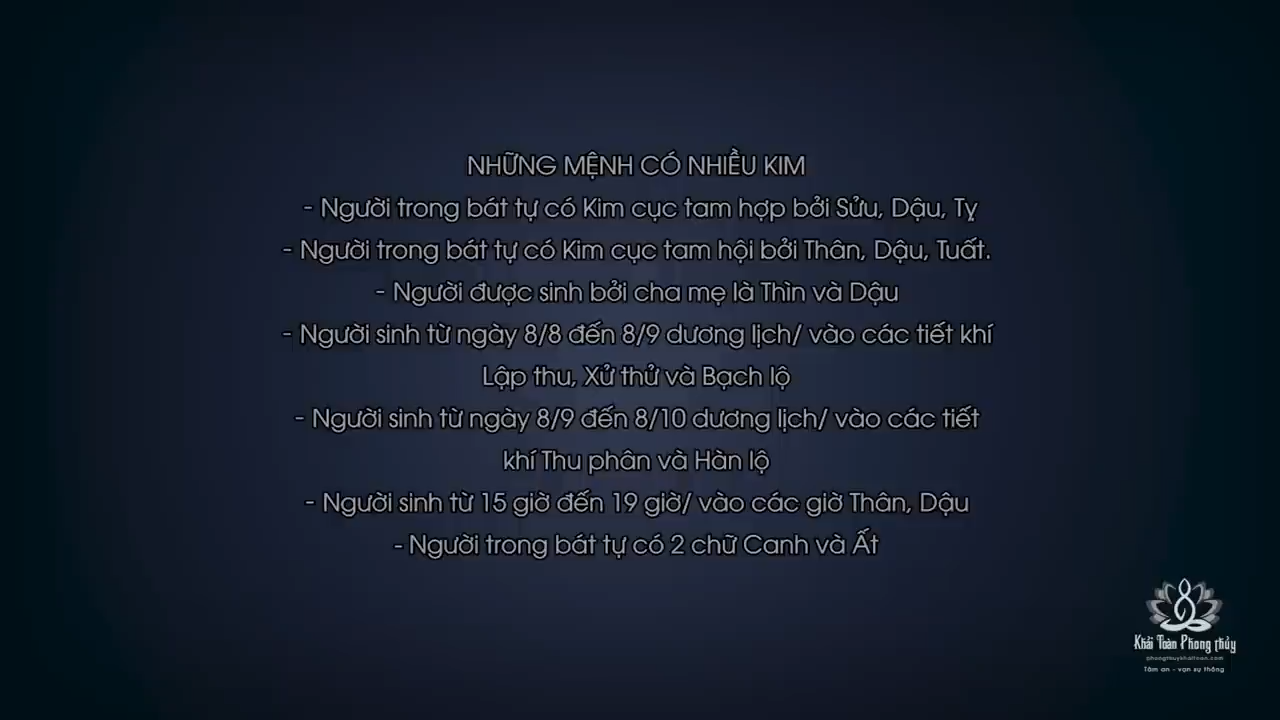 NHỮNG MỆNH CÓ NHIỀU KIM
- Người trong bát tự có Kim cục tam hợp bởi Sửu, Dậu, Tỵ
- Người trong bát tự có Kim cục tam hội bởi Thân, Dậu, Tuất.
- Người được sinh bởi cha mẹ là Thìn và Dậu
- Người sinh từ ngày 8/8 đến 8/9 dương lịch/ vào các tiết khí
Lập thu, Xử thử và Bạch lộ
- Người sinh từ ngày 8/9 đến 8/10 dương lịch/ vào các tiết
khí Thu phân và Hàn lộ
- Người sinh từ 15 giờ đến 19 giờ/ vào các giờ Thân, Dậu
- Người trong bát tự có 2 chữ Canh và Ất
Khải Toàn Phong thủy
phongthuykhaitoan.com
Tâm an - vạn sự thông